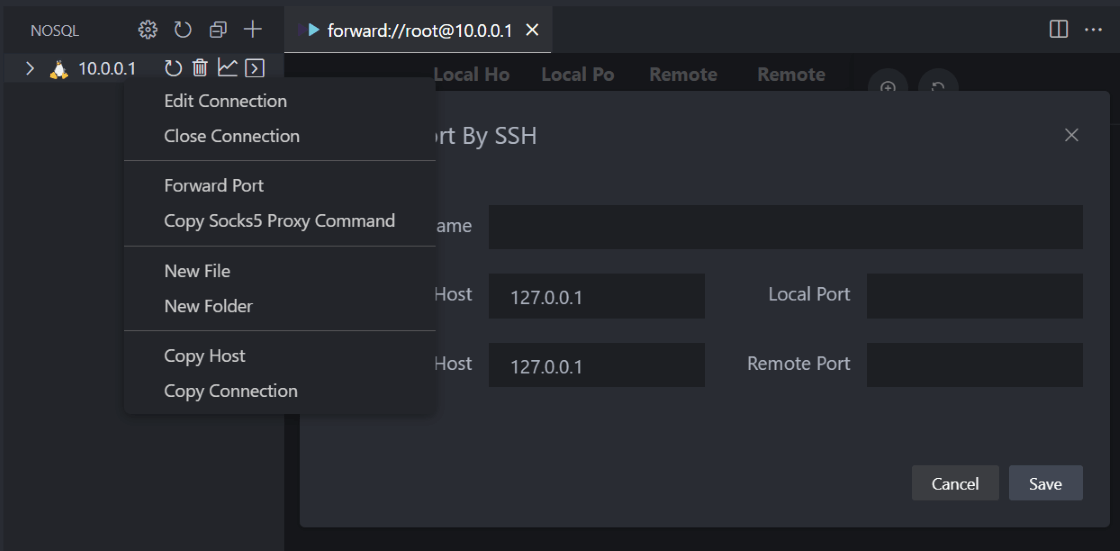 NOSQL
forward://root@10.0.0.1
10.0.0.1
Local Ho Local Po Remote Remote
Edit Connection
Close Connection
Forward Port
Copy Socks5 Proxy Command
New File
New Folder
Copy Host
Copy Connection
ort By SSH
ame
Host 127.0.0.1 Local Port
Host 127.0.0.1 Remote Port
Cancel Save